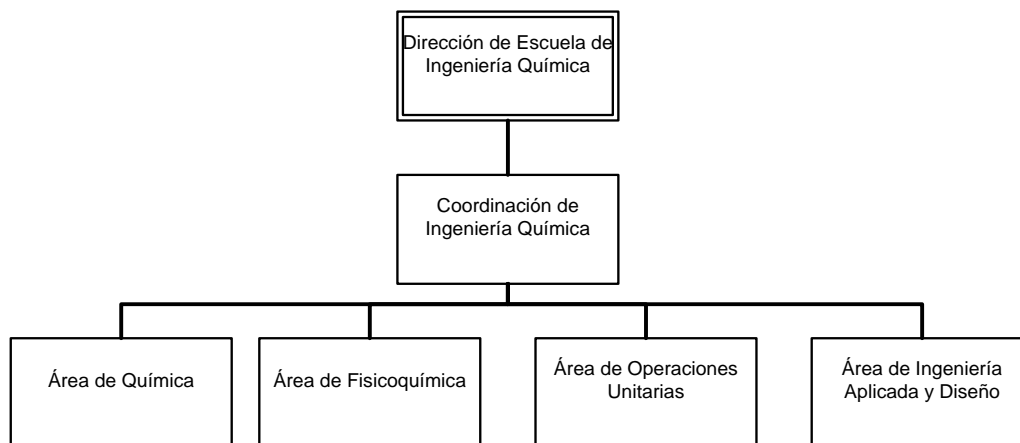 Dirección de Escuela de
Ingeniería Química
Coordinación de
Ingeniería Química
Área de Química
Área de Fisicoquímica
Área de Operaciones
Unitarias
Área de Ingeniería
Aplicada y Diseño